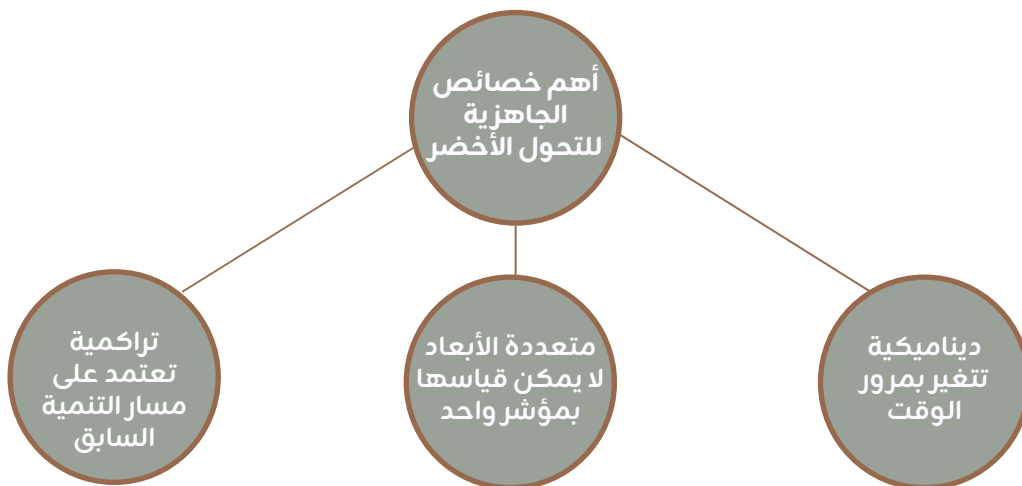 أهم خصائص
الجاهزية
للتحول الأخضر
ديناميكية
تتغير بمرور
الوقت
متعددة الأبعاد
لا يمكن قياسها
بمؤشر واحد
تراكمية
تعتمد على
مسار التنمية
السابق